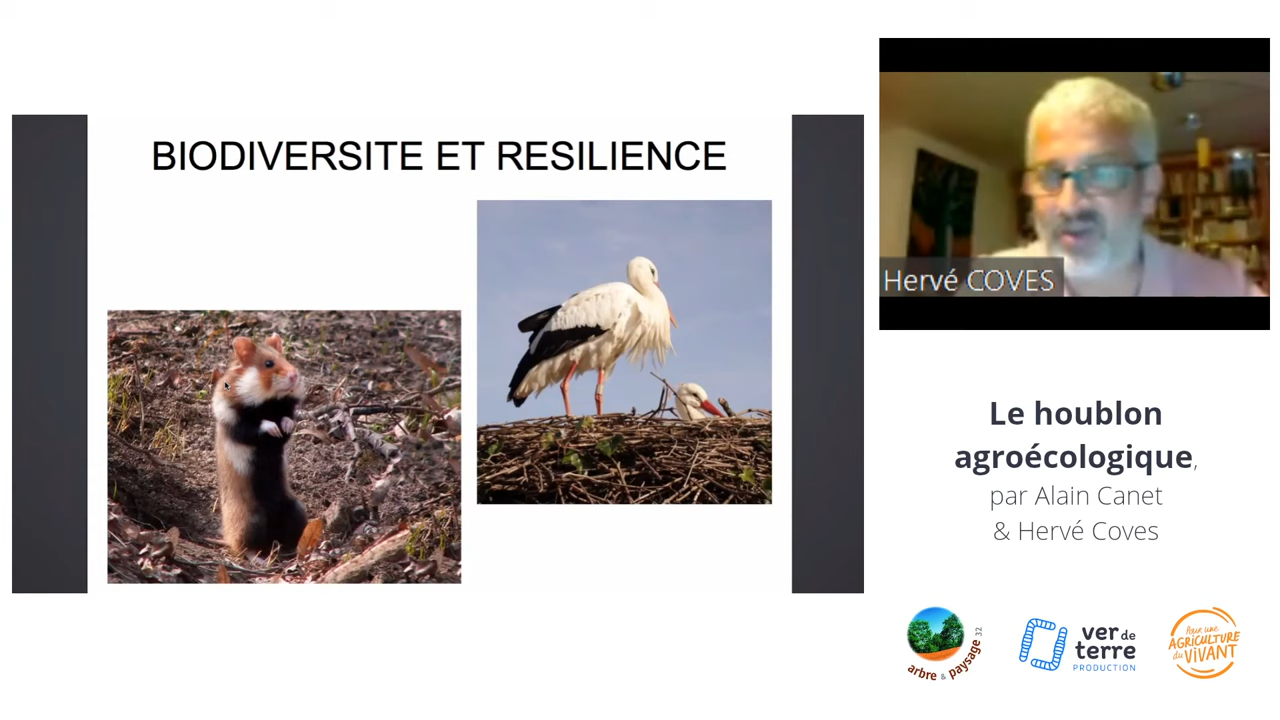 BIODIVERSITE ET RESILIENCE
Hervé COVES
Le houblon
agroécologique,
par Alain Canet
& Hervé Coves
arbre & paysage 32
ver de
terre
PRODUCTION
Pour une
AGRICULTURE
du VIVANT